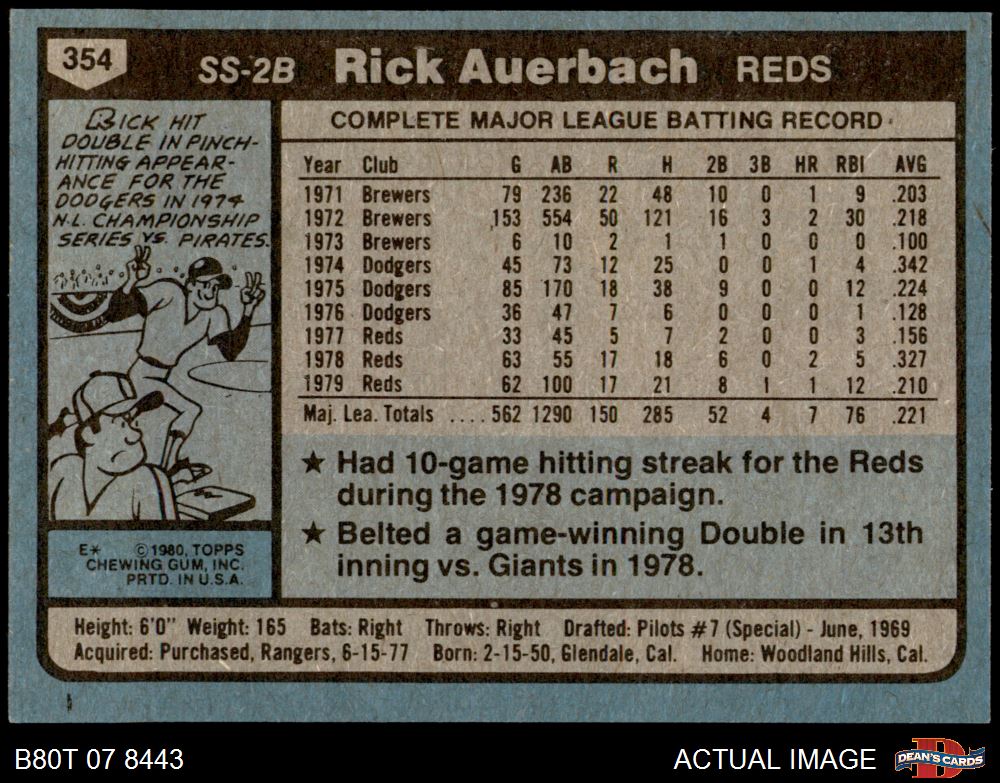 354
SS-2B Rick Auerbach REDS
RICK HIT
DOUBLE IN PINCH-
HITTING APPEAR-
ANCE FOR THE
DODGERS IN 1974
N.L. CHAMPIONSHIP
SERIES VS. PIRATES.
E* ©1980, TOPPS
CHEWING GUM, INC.
PRTD. IN U.S.A.
COMPLETE MAJOR LEAGUE BATTING RECORD
Year Club G AB R H 2B 3B HR RBI AVG
1971 Brewers 79 236 22 48 10 0 1 9 .203
1972 Brewers 153 554 50 121 16 3 2 30 .218
1973 Brewers 6 10 2 1 1 0 0 0 .100
1974 Dodgers 45 73 12 25 0 0 1 4 .342
1975 Dodgers 85 170 18 38 9 0 0 12 .224
1976 Dodgers 36 47 7 6 0 0 0 1 .128
1977 Reds 33 45 5 7 2 0 0 3 .156
1978 Reds 63 55 17 18 6 0 2 5 .327
1979 Reds 62 100 17 21 8 1 1 12 .210
Maj. Lea. Totals .... 562 1290 150 285 52 4 7 76 .221
★ Had 10-game hitting streak for the Reds
during the 1978 campaign.
★ Belted a game-winning Double in 13th
inning vs. Giants in 1978.
Height: 6'0" Weight: 165 Bats: Right Throws: Right Drafted: Pilots #7 (Special) - June, 1969
Acquired: Purchased, Rangers, 6-15-77 Born: 2-15-50, Glendale, Cal. Home: Woodland Hills, Cal.
B80T 07 8443
ACTUAL IMAGE
D
DEAN'S CARDS